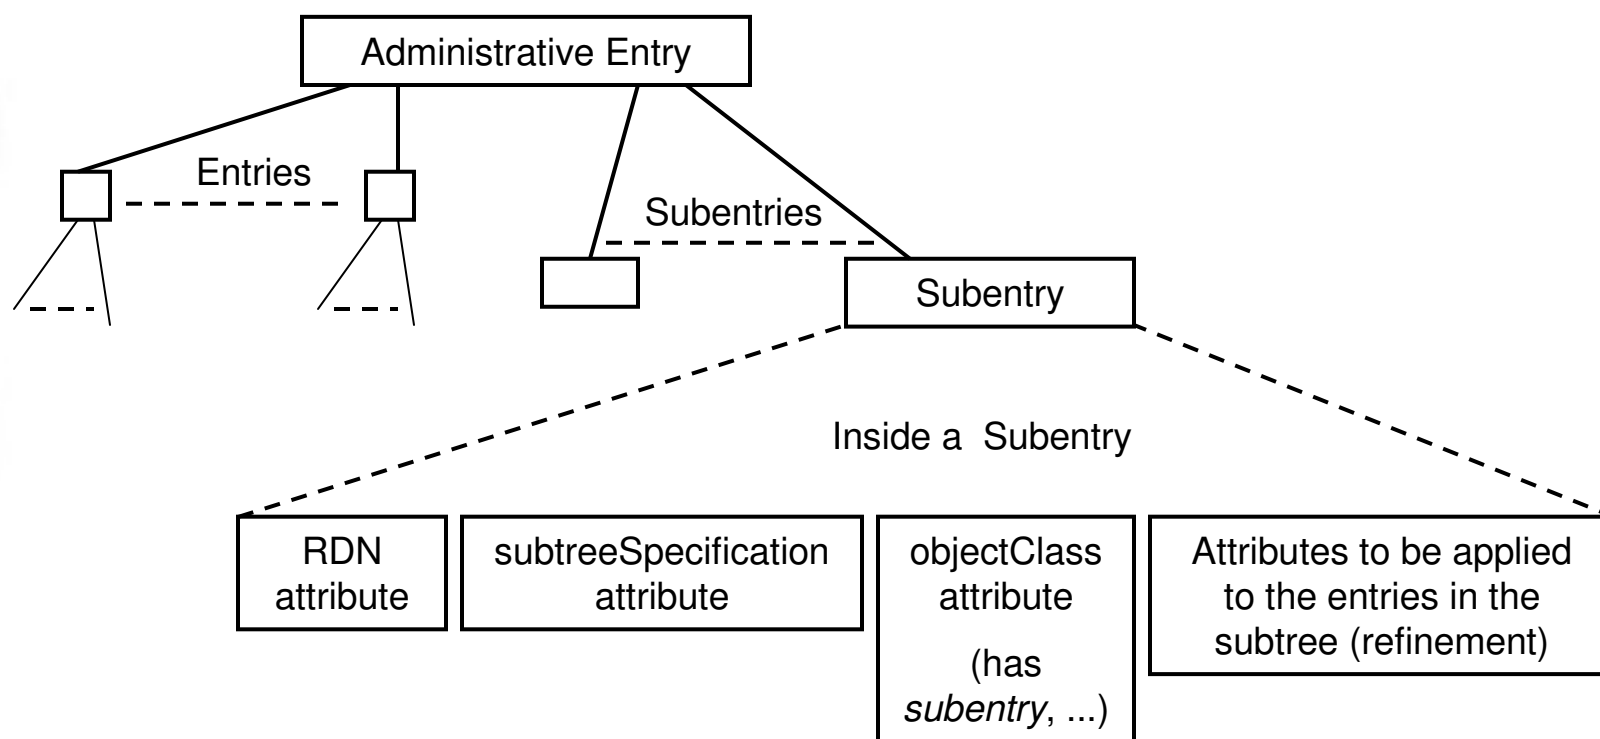 Administrative Entry
Entries
Subentries
Subentry
Inside a  Subentry
RDN
attribute
subtreeSpecification
attribute
objectClass
attribute
(has
subentry, ...)
Attributes to be applied
to the entries in the
subtree (refinement)